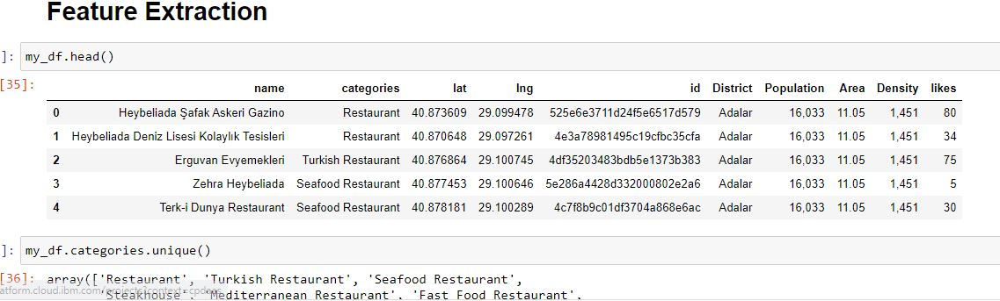 Feature Extraction
]: my_df.head()
[35]:
name categories lat lng id District Population Area Density likes
0 Heybeliada Şafak Askeri Gazino Restaurant 40.873609 29.099478 525e6e3711d24f5e6517d579 Adalar 16,033 11.05 1,451 80
1 Heybeliada Deniz Lisesi Kolaylık Tesisleri Restaurant 40.870648 29.097261 4e3a78981495c19cfbc35cfa Adalar 16,033 11.05 1,451 34
2 Erguvan Evyemekleri Turkish Restaurant 40.876864 29.100745 4df35203483bdb5e1373b383 Adalar 16,033 11.05 1,451 75
3 Zehra Heybeliada Seafood Restaurant 40.877453 29.100646 5e286a4428d332000802e2a6 Adalar 16,033 11.05 1,451 5
4 Terk-i Dunya Restaurant Seafood Restaurant 40.878181 29.100289 4c7f8b9c01df3704a868e6ac Adalar 16,033 11.05 1,451 30
]: my_df.categories.unique()
[36]: array(['Restaurant', 'Turkish Restaurant', 'Seafood Restaurant',
atform.cloud.ibm.com/projects?context=cpdaas
'Steakhouse', 'Mediterranean Restaurant', 'Fast Food Restaurant',